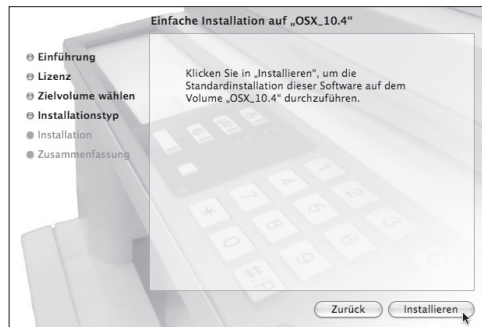 Einfache Installation auf „OSX_10.4“
Einführung
Lizenz
Zielvolume wählen
Installationstyp
Installation
Zusammenfassung
Klicken Sie in „Installieren“, um die
Standardinstallation dieser Software auf dem
Volume „OSX_10.4“ durchzuführen.
Zurück
Installieren